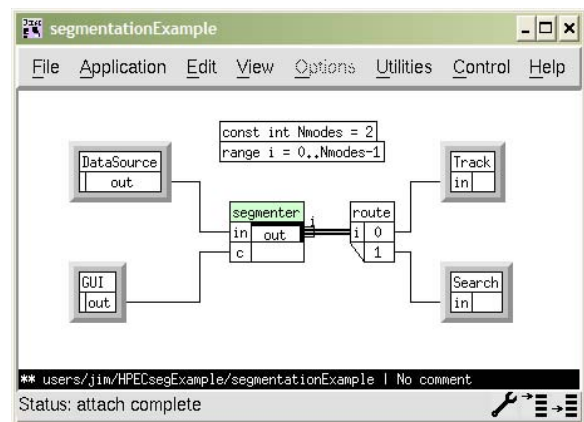 segmentationExample
File Application Edit View Options Utilities Control Help
const int Nmodes = 2
range i = 0..Nmodes-1
DataSource
out
Track
in
segmenter
in out
c
i
route
i 0
1
GUI
out
Search
in
** users/jim/HPECsegExample/segmentationExample | No comment
Status: attach complete